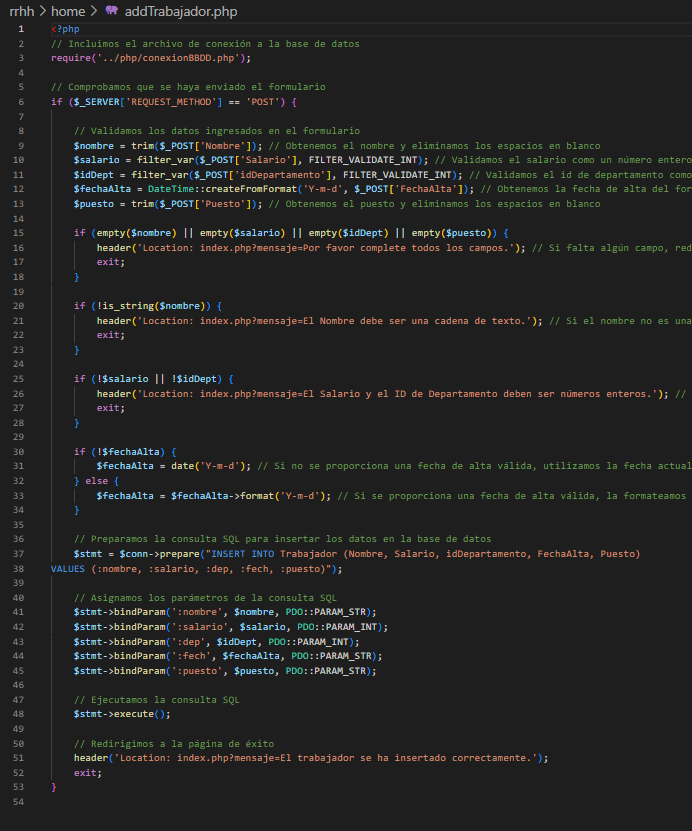 rrhh > home > addTrabajador.php
1 <?php
2 // Incluimos el archivo de conexión a la base de datos
3 require('../php/conexionBBDD.php');
4
5 // Comprobamos que se haya enviado el formulario
6 if ($_SERVER['REQUEST_METHOD'] == 'POST') {
7
8 // Validamos los datos ingresados en el formulario
9 $nombre = trim($_POST['Nombre']); // Obtenemos el nombre y eliminamos los espacios en blanco
10 $salario = filter_var($_POST['Salario'], FILTER_VALIDATE_INT); // Validamos el salario como un número entero
11 $idDept = filter_var($_POST['idDepartamento'], FILTER_VALIDATE_INT); // Validamos el id de departamento como
12 $fechaAlta = DateTime::createFromFormat('Y-m-d', $_POST['FechaAlta']); // Obtenemos la fecha de alta del for
13 $puesto = trim($_POST['Puesto']); // Obtenemos el puesto y eliminamos los espacios en blanco
14
15 if (empty($nombre) || empty($salario) || empty($idDept) || empty($puesto)) {
16 header('Location: index.php?mensaje=Por favor complete todos los campos.'); // Si falta algún campo, red
17 exit;
18 }
19
20 if (!is_string($nombre)) {
21 header('Location: index.php?mensaje=El Nombre debe ser una cadena de texto.'); // Si el nombre no es una
22 exit;
23 }
24
25 if (!$salario || !$idDept) {
26 header('Location: index.php?mensaje=El Salario y el ID de Departamento deben ser números enteros.'); //
27 exit;
28 }
29
30 if (!$fechaAlta) {
31 $fechaAlta = date('Y-m-d'); // Si no se proporciona una fecha de alta válida, utilizamos la fecha actual
32 } else {
33 $fechaAlta = $fechaAlta->format('Y-m-d'); // Si se proporciona una fecha de alta válida, la formateamos
34 }
35
36 // Preparamos la consulta SQL para insertar los datos en la base de datos
37 $stmt = $conn->prepare("INSERT INTO Trabajador (Nombre, Salario, idDepartamento, FechaAlta, Puesto)
38 VALUES (:nombre, :salario, :dep, :fech, :puesto)");
39
40 // Asignamos los parámetros de la consulta SQL
41 $stmt->bindParam(':nombre', $nombre, PDO::PARAM_STR);
42 $stmt->bindParam(':salario', $salario, PDO::PARAM_INT);
43 $stmt->bindParam(':dep', $idDept, PDO::PARAM_INT);
44 $stmt->bindParam(':fech', $fechaAlta, PDO::PARAM_STR);
45 $stmt->bindParam(':puesto', $puesto, PDO::PARAM_STR);
46
47 // Ejecutamos la consulta SQL
48 $stmt->execute();
49
50 // Redirigimos a la página de éxito
51 header('Location: index.php?mensaje=El trabajador se ha insertado correctamente.');
52 exit;
53 }
54